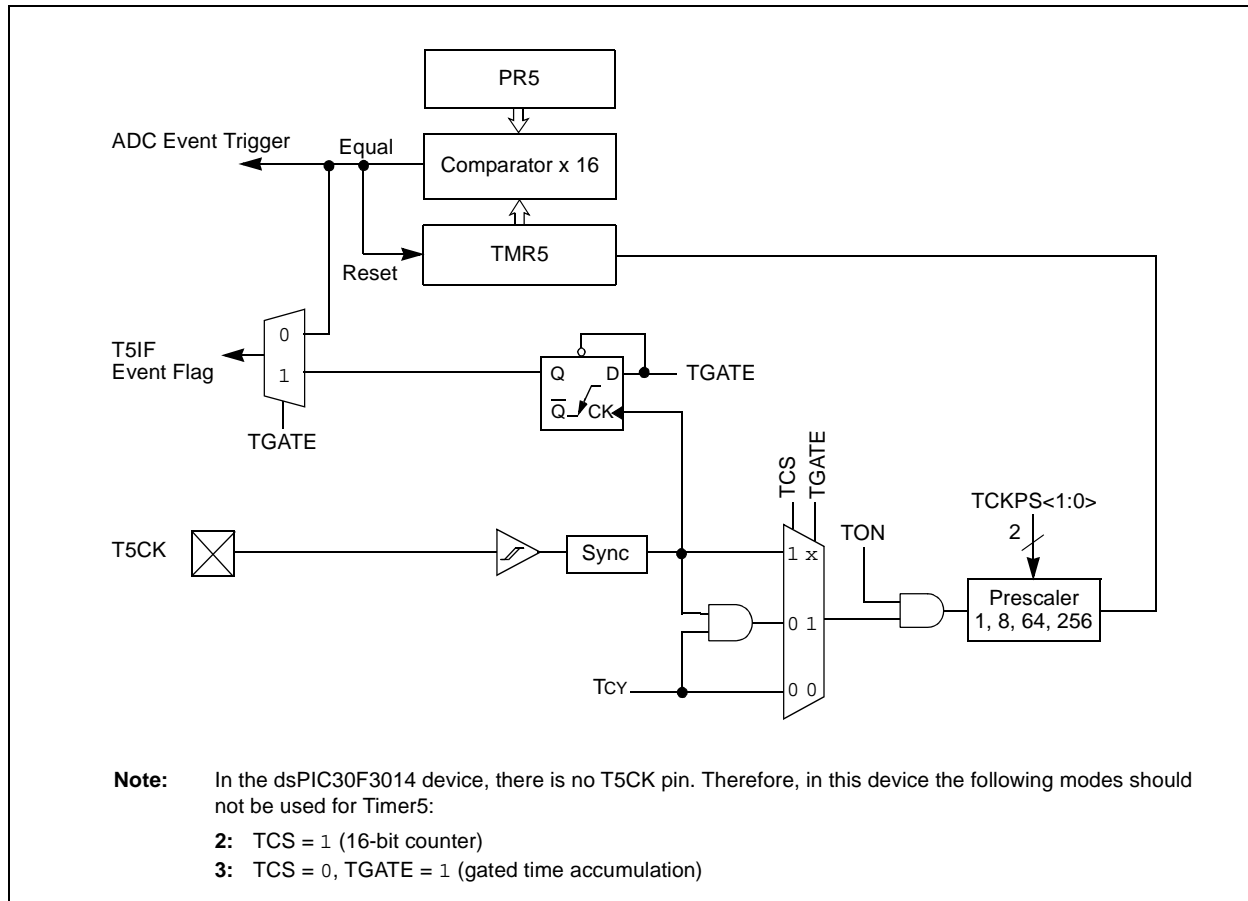 PR5
ADC Event Trigger
Equal
Comparator x 16
TMR5
Reset
0
T5IF
Event Flag
1
Q
D
TGATE
Q̅
CK
TGATE
TCS
TGATE
TCKPS<1:0>
2
T5CK
Sync
1 x
TON
Prescaler
1, 8, 64, 256
0 1
TCY
0 0
Note: In the dsPIC30F3014 device, there is no T5CK pin. Therefore, in this device the following modes should
not be used for Timer5:
2: TCS = 1 (16-bit counter)
3: TCS = 0, TGATE = 1 (gated time accumulation)